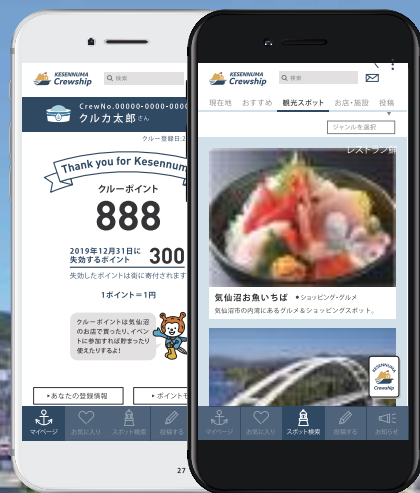 KESENNUMA
Crewship
検索
CrewNo.00000-0000-0000
クルカ太郎さん
クルー登録日:2
Thank you for Kesennum
クルーポイント
888
2019年12月31日に
失効するポイント 300
失効したポイントは街に寄付されます
1ポイント=1円
クルーポイントは気仙沼
のお店で買ったり、イベン
トに参加すれば貯まったり
使えたりするよ!
▸あなたの登録情報
▸ポイントモ
マイページ
お気に入り
スポット検索
投稿する
27
KESENNUMA
Crewship
検索
現在地
おすすめ
観光スポット
お店・施設
投稿
ジャンルを選択
レストラン鮮
気仙沼お魚いちば
●ショッピング・グルメ
気仙沼市の内湾にあるグルメ&ショッピングスポット。
KESENNUMA
Crewship
マイページ
お気に入り
スポット検索
投稿する
お知らせ